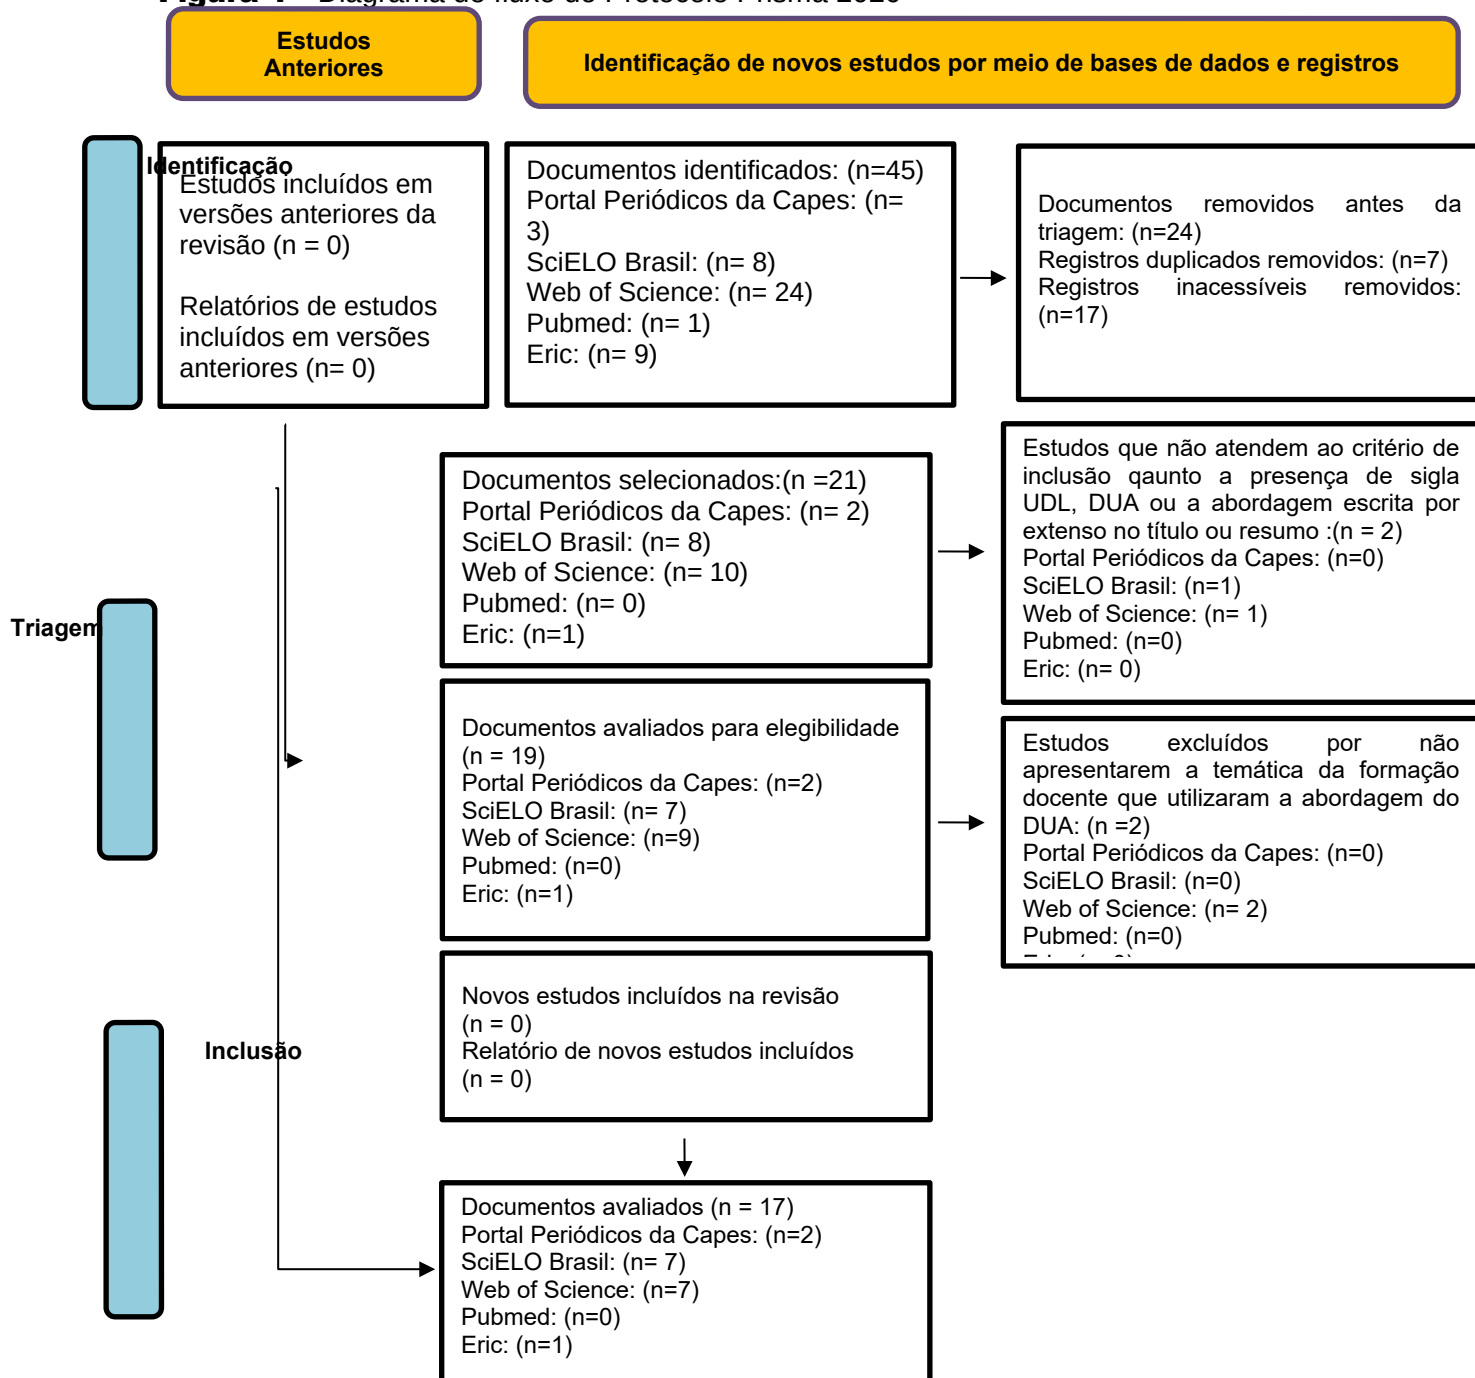 Estudos
Anteriores
Identificação de novos estudos por meio de bases de dados e registros
Identificação
Estudos incluídos em
versões anteriores da
revisão (n = 0)
Relatórios de estudos
incluídos em versões
anteriores (n= 0)
Documentos identificados: (n=45)
Portal Periódicos da Capes: (n=
3)
SciELO Brasil: (n= 8)
Web of Science: (n= 24)
Pubmed: (n= 1)
Eric: (n= 9)
Documentos removidos antes da
triagem: (n=24)
Registros duplicados removidos: (n=7)
Registros inacessíveis removidos:
(n=17)
Triagem
Documentos selecionados:(n =21)
Portal Periódicos da Capes: (n= 2)
SciELO Brasil: (n= 8)
Web of Science: (n= 10)
Pubmed: (n= 0)
Eric: (n=1)
Estudos que não atendem ao critério de
inclusão qaunto a presença de sigla
UDL, DUA ou a abordagem escrita por
extenso no título ou resumo :(n = 2)
Portal Periódicos da Capes: (n=0)
SciELO Brasil: (n=1)
Web of Science: (n= 1)
Pubmed: (n=0)
Eric: (n= 0)
Documentos avaliados para elegibilidade
(n = 19)
Portal Periódicos da Capes: (n=2)
SciELO Brasil: (n= 7)
Web of Science: (n=9)
Pubmed: (n=0)
Eric: (n=1)
Estudos excluídos por não
apresentarem a temática da formação
docente que utilizaram a abordagem do
DUA: (n =2)
Portal Periódicos da Capes: (n=0)
SciELO Brasil: (n=0)
Web of Science: (n= 2)
Pubmed: (n=0)
Inclusão
Novos estudos incluídos na revisão
(n = 0)
Relatório de novos estudos incluídos
(n = 0)
Documentos avaliados (n = 17)
Portal Periódicos da Capes: (n=2)
SciELO Brasil: (n= 7)
Web of Science: (n=7)
Pubmed: (n=0)
Eric: (n=1)